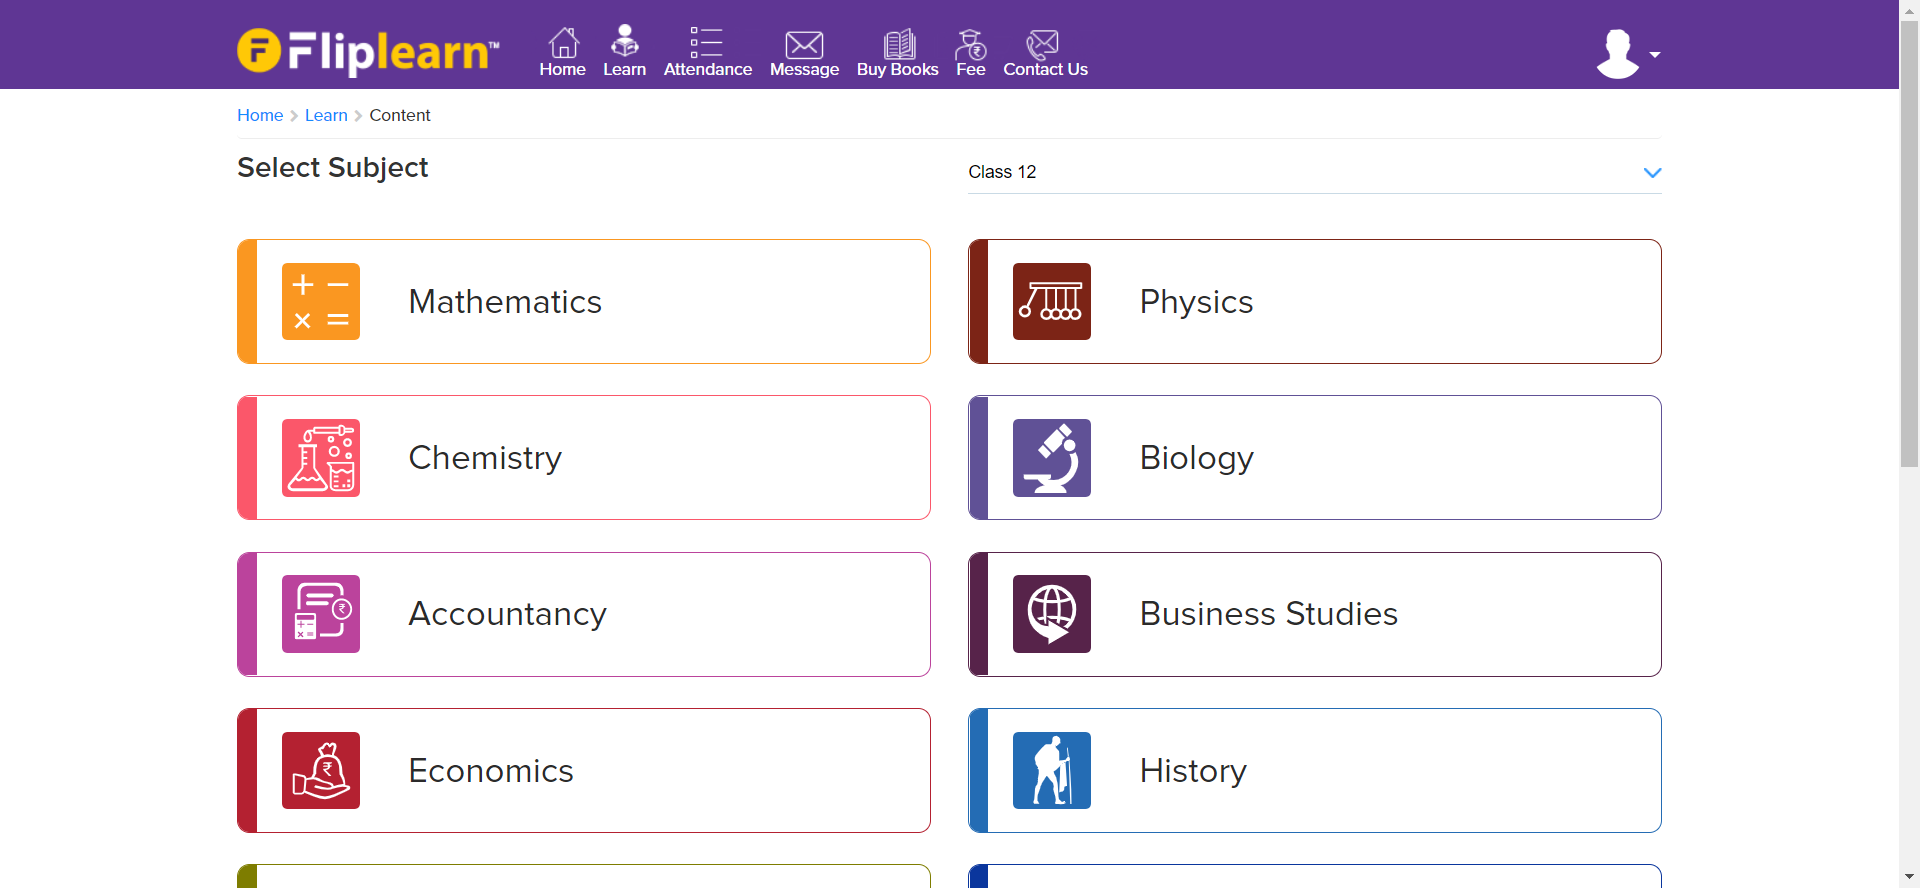 Fliplearn™
Home Learn Attendance Message Buy Books Fee Contact Us
Home > Learn > Content
Select Subject
Class 12
Mathematics
Physics
Chemistry
Biology
Accountancy
Business Studies
Economics
History